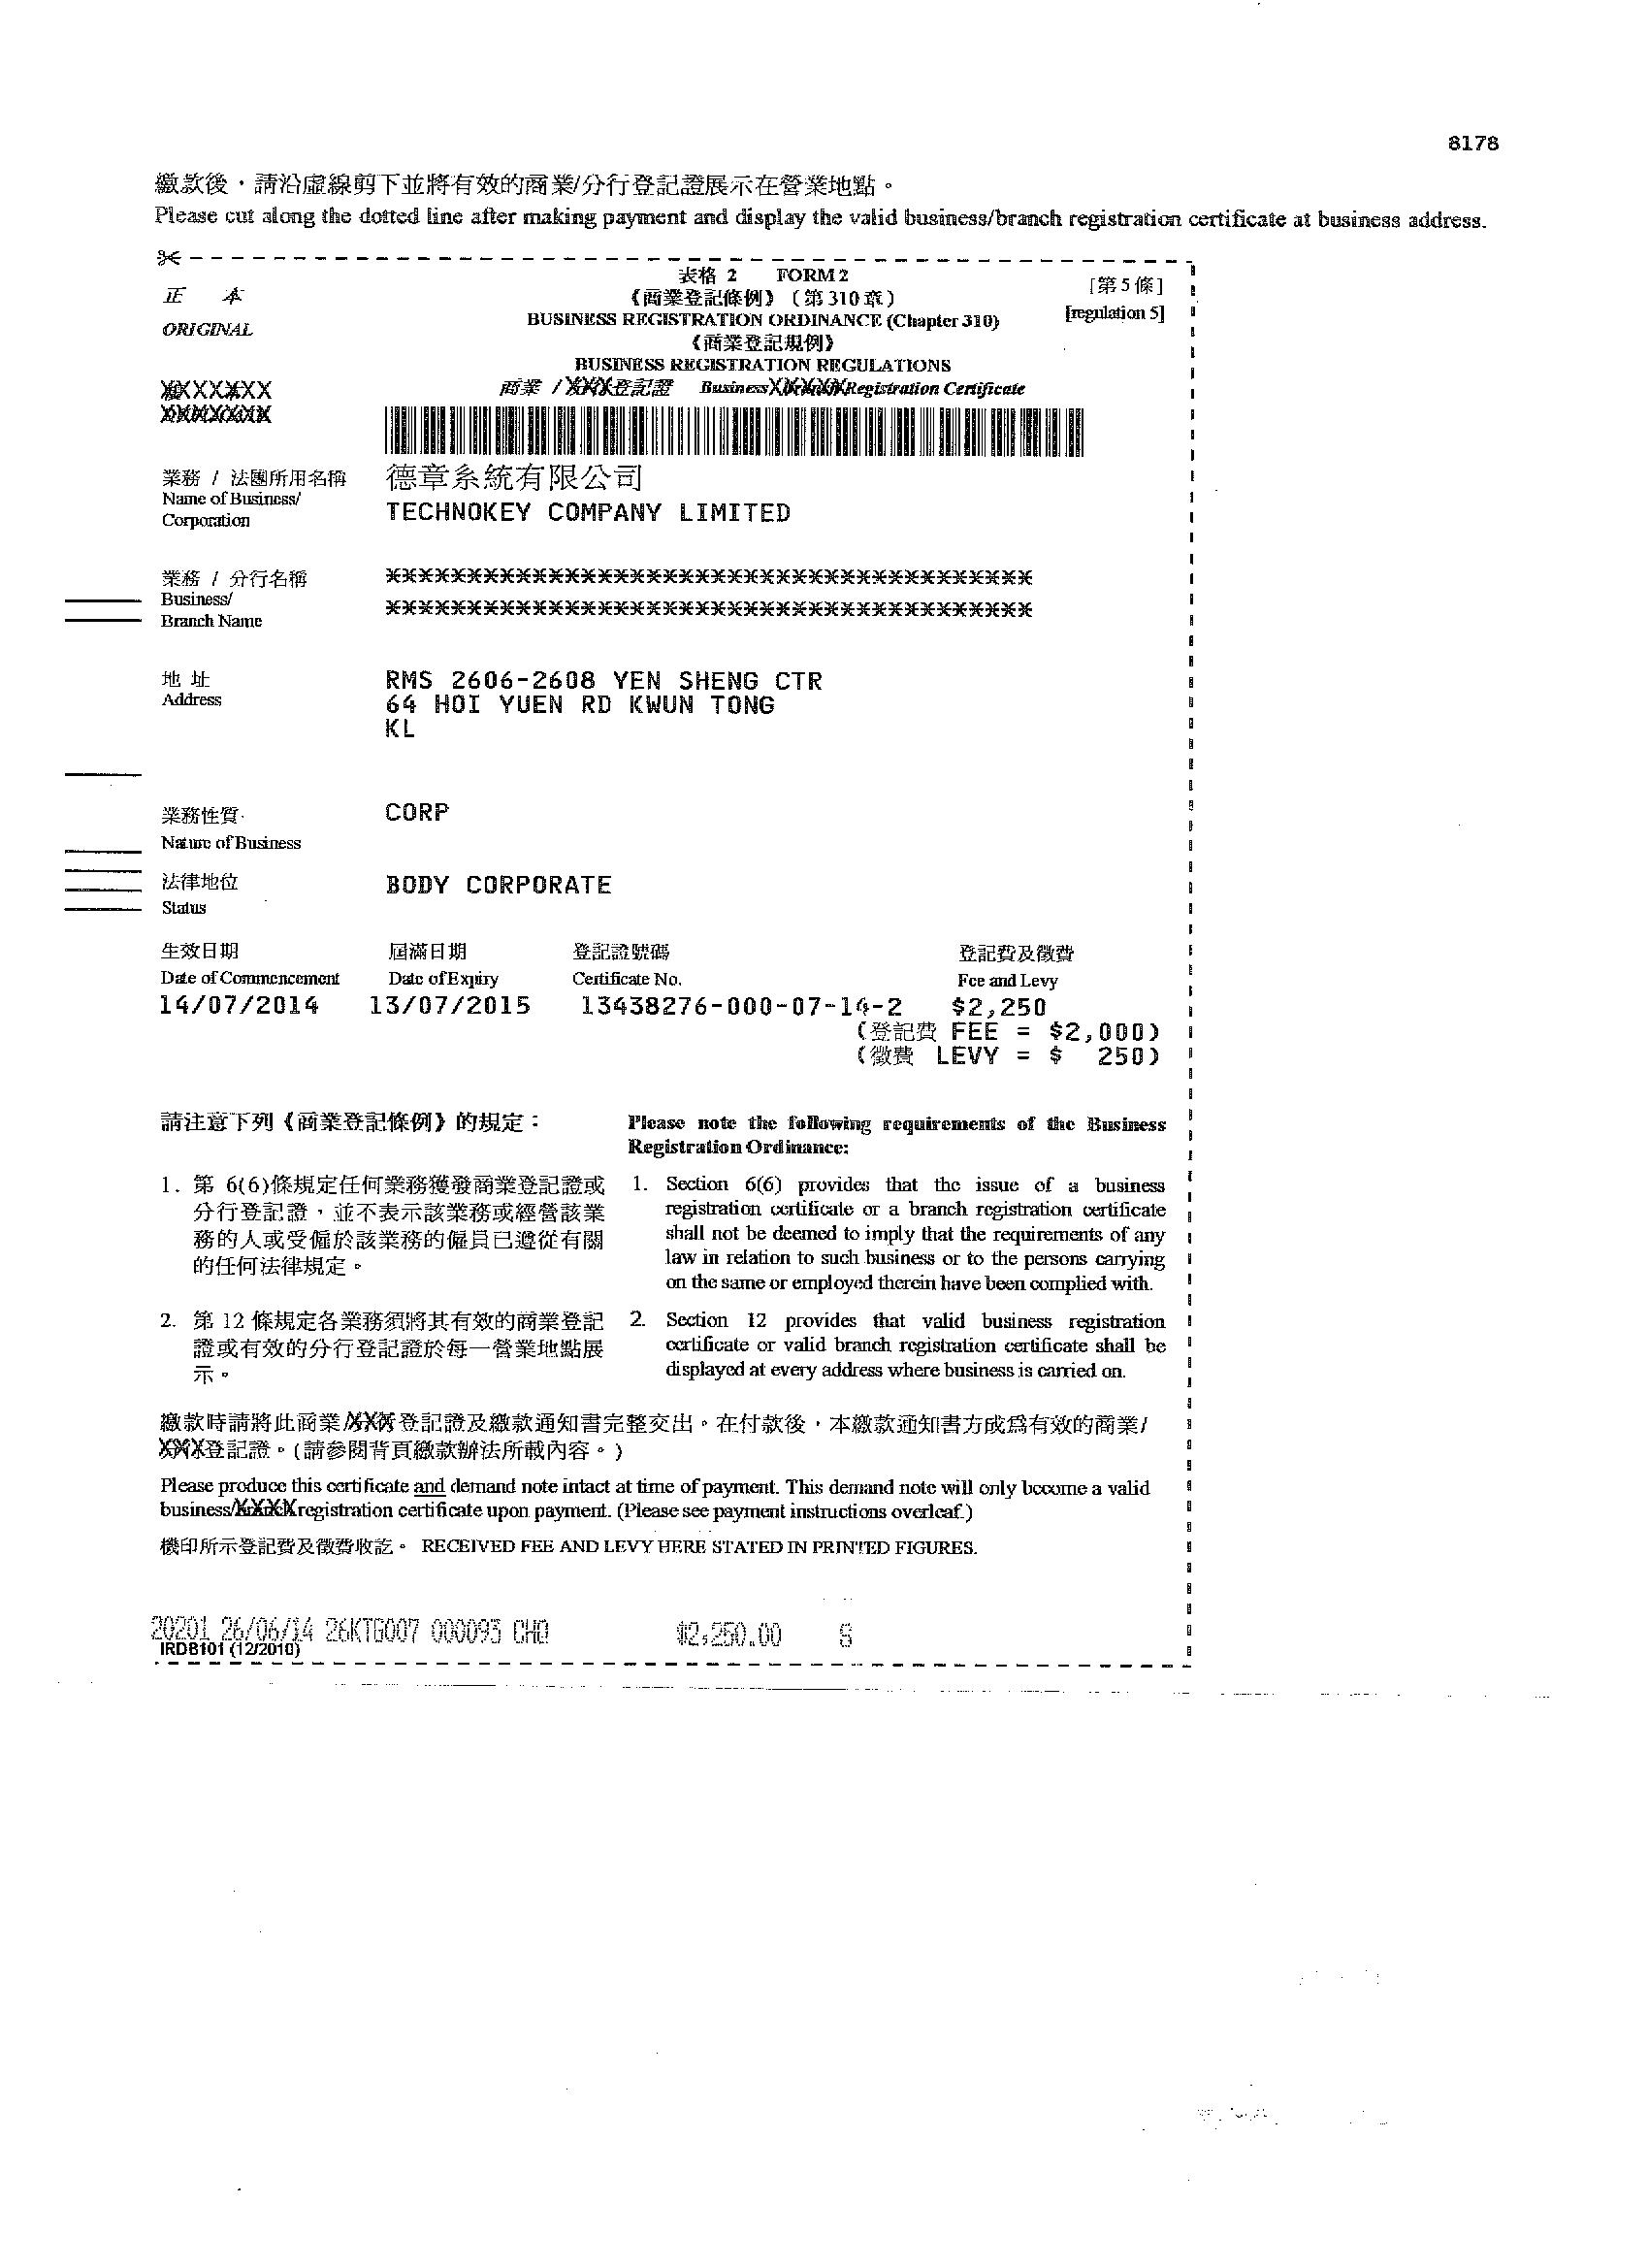 8178
繳款後，請沿虛線剪下並將有效的商業/分行登記證展示在營業地點。
Please cut along the dotted line after making payment and display the valid business/branch registration certificate at business address.
表格 2 FORM 2
[第5條]
正 本
《商業登記條例》（第310章）
BUSINESS REGISTRATION ORDINANCE (Chapter 310)
[regulation 5]
ORIGINAL
《商業登記規例》
BUSINESS REGISTRATION REGULATIONS
商業 / XXX登記證 Business Registration Certificate
業務 / 法團所用名稱
Name of Business/
Corporation
德章系統有限公司
TECHNOKEY COMPANY LIMITED
業務 / 分行名稱
Business/
Branch Name
****************************************
****************************************
地 址
Address
RMS 2606-2608 YEN SHENG CTR
64 HOI YUEN RD KWUN TONG
KL
業務性質
Nature of Business
CORP
法律地位
Status
BODY CORPORATE
生效日期 屆滿日期 登記證號碼 登記費及徵費
Date of Commencement Date of Expiry Certificate No. Fee and Levy
14/07/2014 13/07/2015 13438276-000-07-14-2 $2,250
(登記費 FEE = $2,000)
(徵費 LEVY = $ 250)
請注意下列《商業登記條例》的規定：
1. 第 6(6)條規定任何業務獲發商業登記證或
分行登記證，並不表示該業務或經營該業
務的人或受僱於該業務的僱員已遵從有關
的任何法律規定。
2. 第 12 條規定各業務須將其有效的商業登記
證或有效的分行登記證於每一營業地點展
示。
Please note the following requirements of the Business
Registration Ordinance:
1. Section 6(6) provides that the issue of a business
registration certificate or a branch registration certificate
shall not be deemed to imply that the requirements of any
law in relation to such business or to the persons carrying
on the same or employed therein have been complied with.
2. Section 12 provides that valid business registration
certificate or valid branch registration certificate shall be
displayed at every address where business is carried on.
繳款時請將此商業/XXX登記證及繳款通知書完整交出。在付款後，本繳款通知書方成為有效的商業/
XXX登記證。(請參閱背頁繳款辦法所載內容。)
Please produce this certificate and demand note intact at time of payment. This demand note will only become a valid
business/XXXX registration certificate upon payment. (Please see payment instructions overleaf.)
機印所示登記費及徵費收訖。 RECEIVED FEE AND LEVY HERE STATED IN PRINTED FIGURES.
20201 26/06/14 26KTG007 000093 CHQ $2,250.00 S
IRD8101 (12/2010)